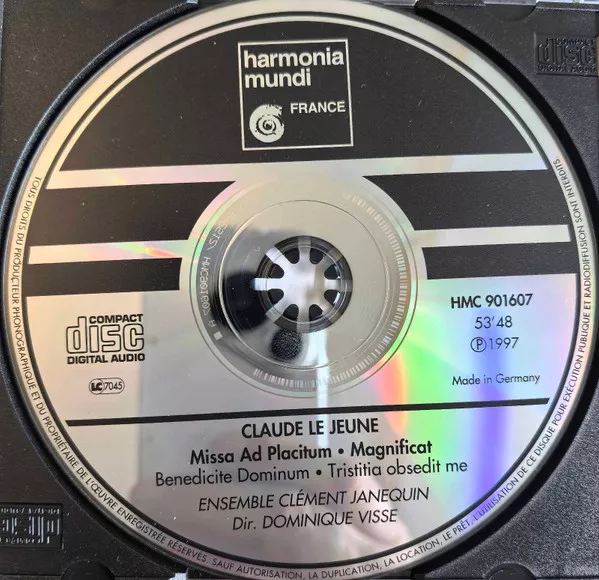 harmonia
mundi
FRANCE
COMPACT
disc
DIGITAL AUDIO
LC 7045
HMC 901607
53'48
Ⓟ1997
Made in Germany
CLAUDE LE JEUNE
Missa Ad Placitum • Magnificat
Benedicite Dominum • Tristitia obsedit me
ENSEMBLE CLÉMENT JANEQUIN
Dir. DOMINIQUE VISSE
TOUS DROITS DU PRODUCTEUR PHONOGRAPHIQUE ET DU PROPRIÉTAIRE DE L'ŒUVRE ENREGISTRÉE RÉSERVÉS. SAUF AUTORISATION, LA DUPLICATION, LA LOCATION, LE PRÊT, L'UTILISATION DE CE DISQUE POUR EXÉCUTION PUBLIQUE ET RADIODIFFUSION SONT INTERDITS